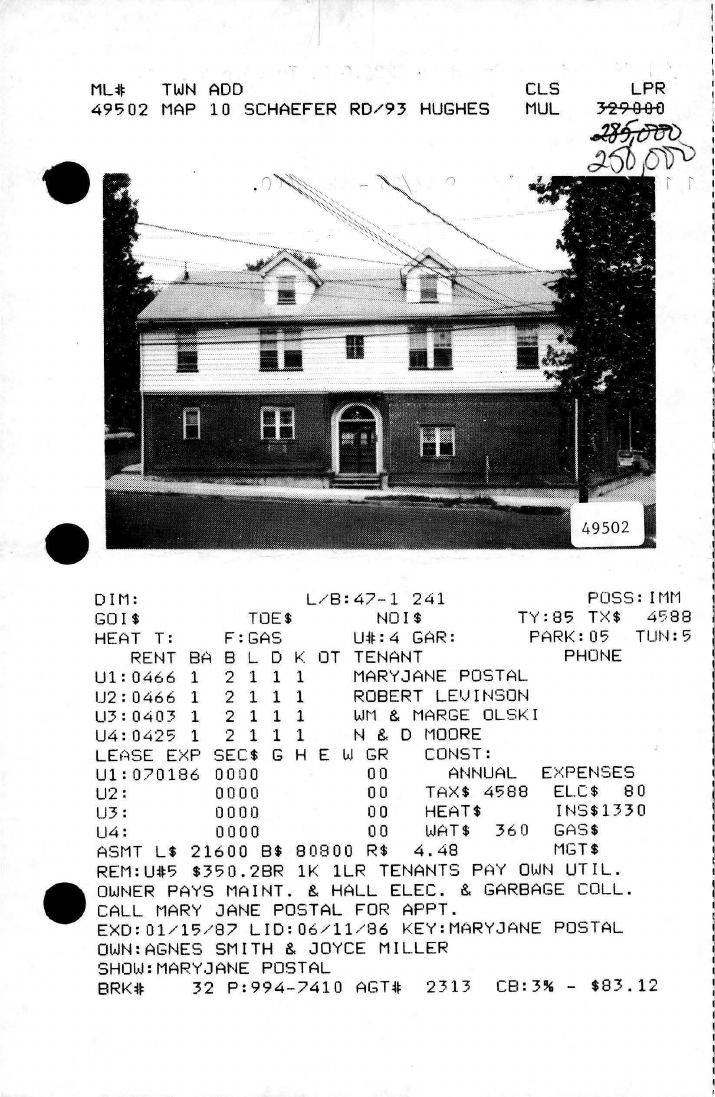 ML# TWN ADD CLS LPR
49502 MAP 10 SCHAEFER RD/93 HUGHES MUL 329000
285,000
250,000
49502
DIM: L/B:47-1 241 POSS:IMM
GOI$ TOE$ NOI$ TY:85 TX$ 4588
HEAT T: F:GAS U#:4 GAR: PARK:05 TUN:5
RENT BA B L D K OT TENANT PHONE
U1:0466 1 2 1 1 1 MARYJANE POSTAL
U2:0466 1 2 1 1 1 ROBERT LEVINSON
U3:0403 1 2 1 1 1 WM & MARGE OLSKI
U4:0425 1 2 1 1 1 N & D MOORE
LEASE EXP SEC$ G H E W GR CONST:
U1:070186 0000 00 ANNUAL EXPENSES
U2: 0000 00 TAX$ 4588 ELC$ 80
U3: 0000 00 HEAT$ INS$1330
U4: 0000 00 WAT$ 360 GAS$
ASMT L$ 21600 B$ 80800 R$ 4.48 MGT$
REM:U#5 $350.2BR 1K 1LR TENANTS PAY OWN UTIL.
OWNER PAYS MAINT. & HALL ELEC. & GARBAGE COLL.
CALL MARY JANE POSTAL FOR APPT.
EXD:01/15/87 LID:06/11/86 KEY:MARYJANE POSTAL
OWN:AGNES SMITH & JOYCE MILLER
SHOW:MARYJANE POSTAL
BRK# 32 P:994-7410 AGT# 2313 CB:3% - $83.12